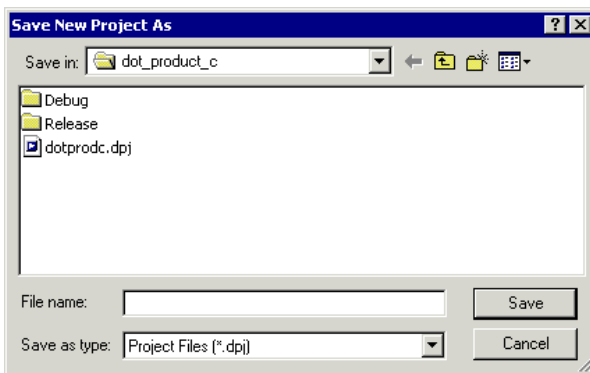 Save New Project As
Save in: dot_product_c
Debug
Release
dotprodc.dpj
File name: Save
Save as type: Project Files (*.dpj) Cancel